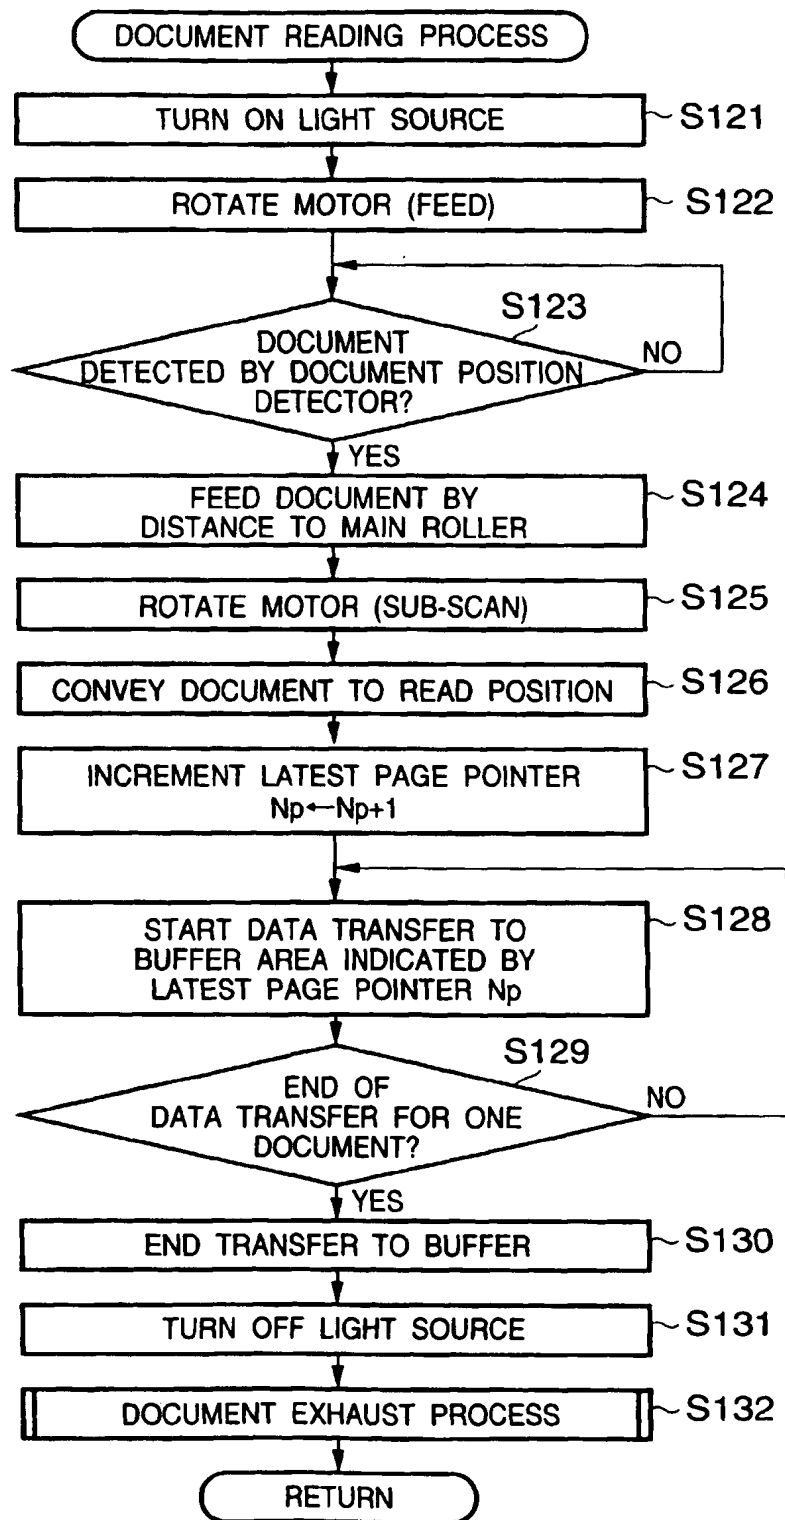 DOCUMENT READING PROCESS
TURN ON LIGHT SOURCE
S121
ROTATE MOTOR (FEED)
S122
S123
DOCUMENT
DETECTED BY DOCUMENT POSITION
DETECTOR?
NO
YES
FEED DOCUMENT BY
DISTANCE TO MAIN ROLLER
S124
ROTATE MOTOR (SUB-SCAN)
S125
CONVEY DOCUMENT TO READ POSITION
S126
INCREMENT LATEST PAGE POINTER
Np←Np+1
S127
START DATA TRANSFER TO
BUFFER AREA INDICATED BY
LATEST PAGE POINTER Np
S128
S129
END OF
DATA TRANSFER FOR ONE
DOCUMENT?
NO
YES
END TRANSFER TO BUFFER
S130
TURN OFF LIGHT SOURCE
S131
DOCUMENT EXHAUST PROCESS
S132
RETURN